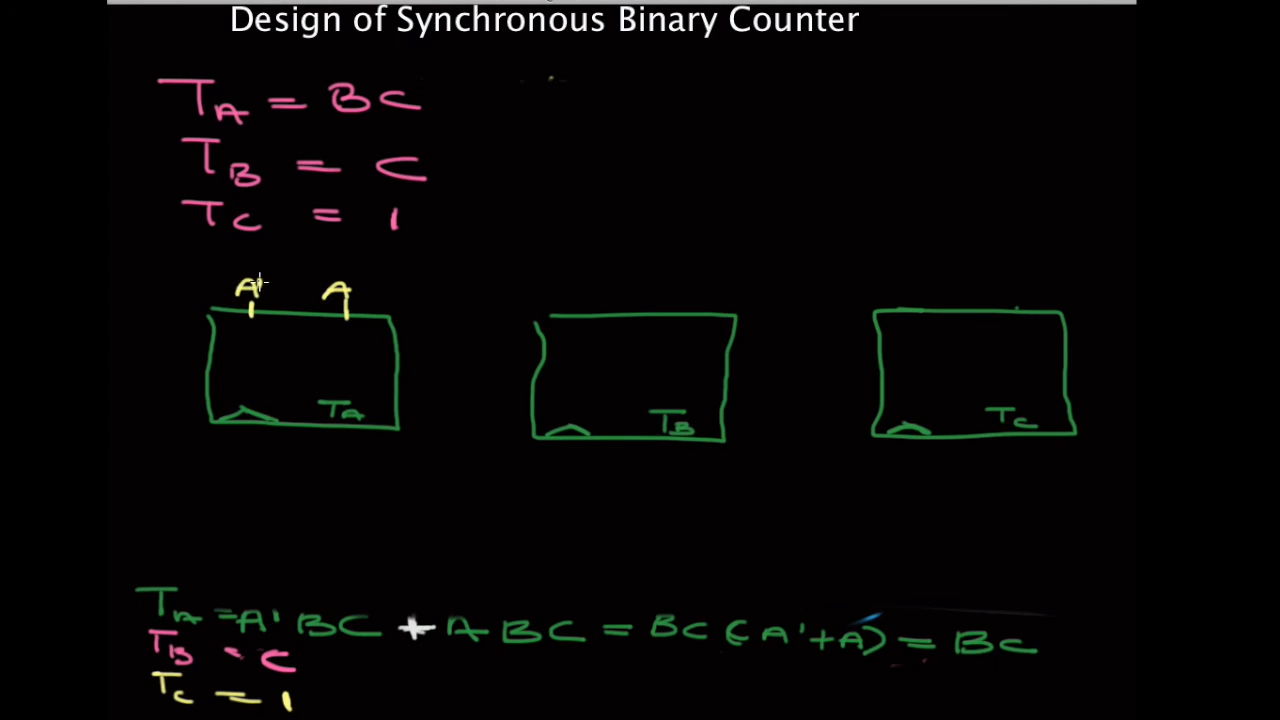 Design of Synchronous Binary Counter
TA = BC
TB = C
TC = 1
A' A
TA TB TC
TA = A'BC + ABC = BC(A'+A) = BC
TB = C
TC = 1